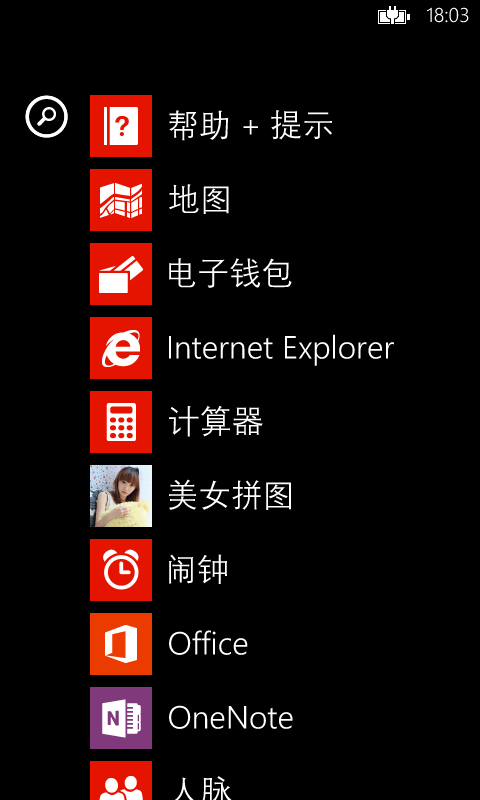 18:03
帮助 + 提示
地图
电子钱包
Internet Explorer
计算器
美女拼图
闹钟
Office
N
OneNote
人脉